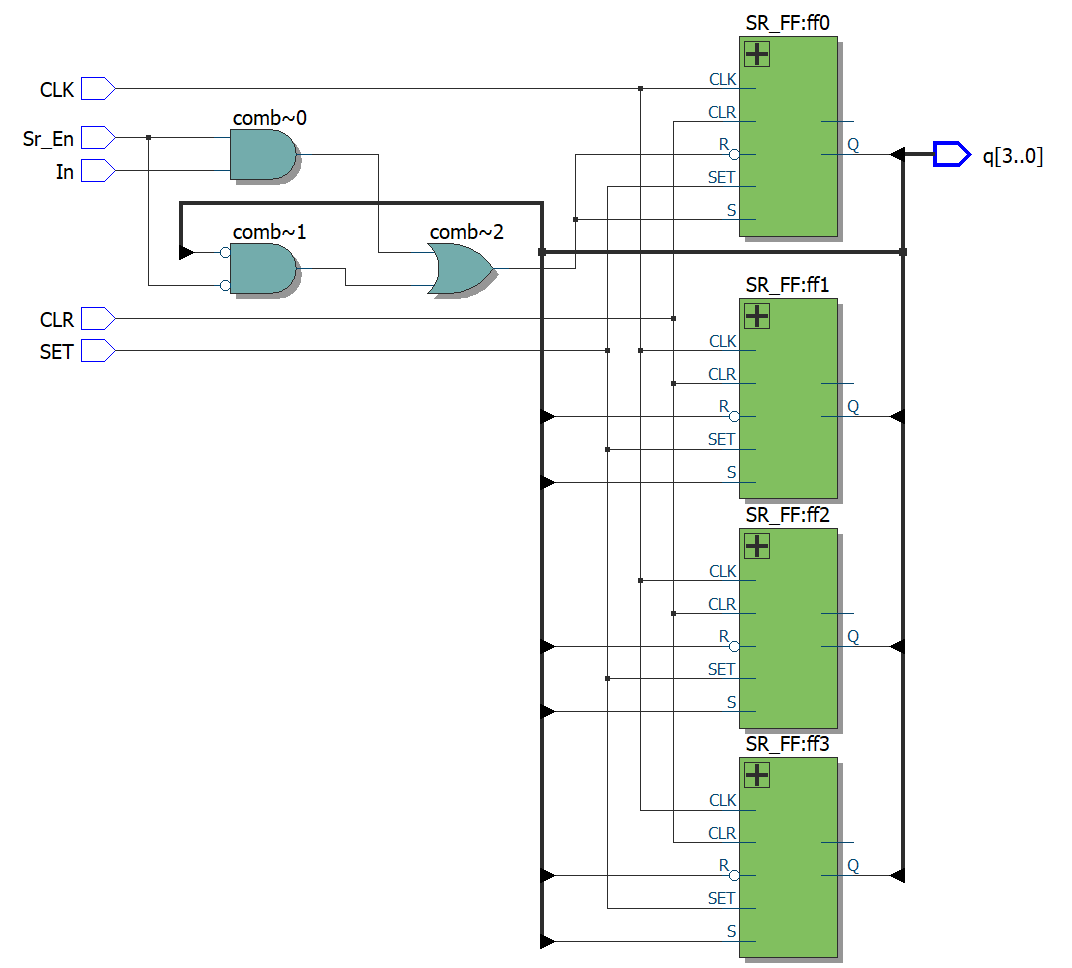 CLK
Sr_En
In
CLR
SET
comb~0
comb~1
comb~2
SR_FF:ff0
CLK
CLR
R
SET
S
Q
q[3..0]
SR_FF:ff1
CLK
CLR
R
SET
S
Q
SR_FF:ff2
CLK
CLR
R
SET
S
Q
SR_FF:ff3
CLK
CLR
R
SET
S
Q